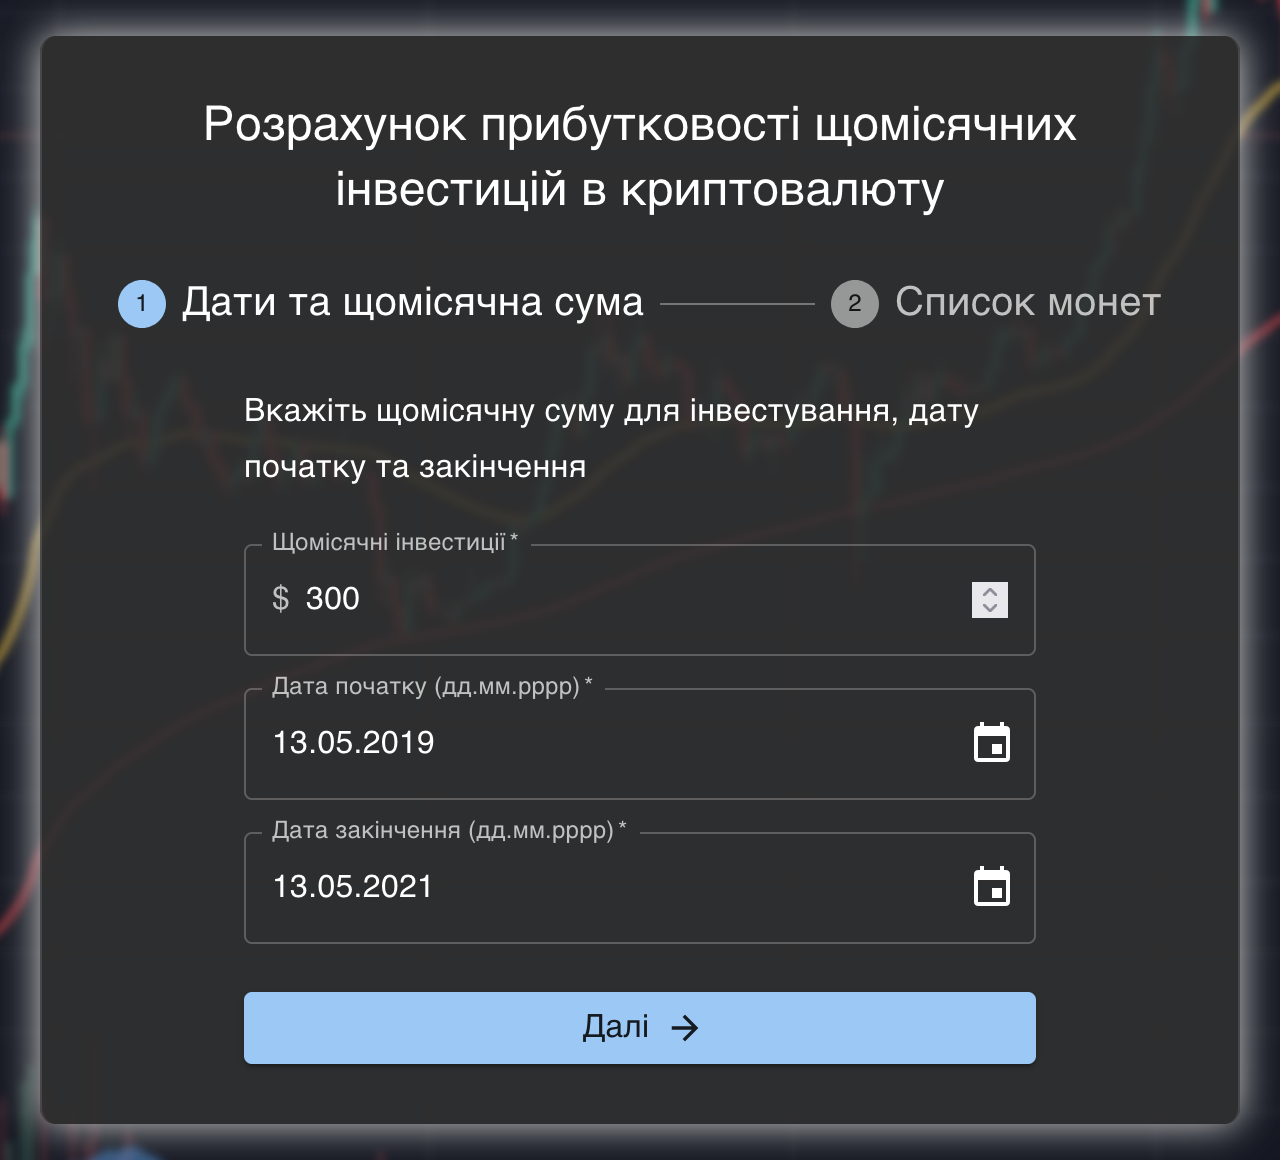 Розрахунок прибутковості щомісячних
інвестицій в криптовалюту
1 Дати та щомісячна сума
2 Список монет
Вкажіть щомісячну суму для інвестування, дату
початку та закінчення
Щомісячні інвестиції *
$ 300
Дата початку (дд.мм.рррр) *
13.05.2019
Дата закінчення (дд.мм.рррр) *
13.05.2021
Далі →